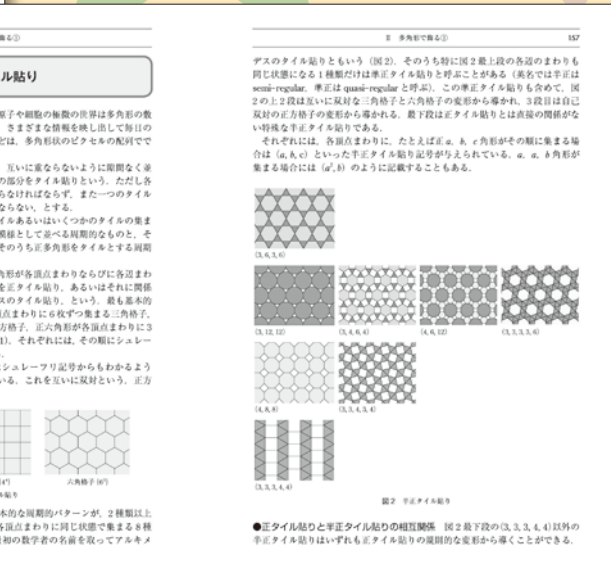 飾る①
ル貼り
原子や細胞の極微の世界は多角形の数
さまざまな情報を映し出して毎日の
どは、多角形状のピクセルの配列でで
互いに重ならないように隙間なく並
の部分をタイル貼りという．ただし各
らなければならず，また一つのタイル
ならない，とする．
イルあるいはいくつかのタイルの集ま
模様として並べる周期的なものと，そ
そのうち正多角形をタイルとする周期
角形が各頂点まわりならびに各辺まわ
を正タイル貼り，あるいはそれに関係
スのタイル貼り，という．最も基本的
頂点まわりに6枚ずつ集まる三角格子，
方格子，正六角形が各頂点まわりに3
1)．それぞれには，その順にシュレー
シュレーフリ記号からもわかるよう
いる．これを互いに双対という．正方
(4⁴)
六角格子 (6³)
ル貼り
本的な周期的パターンが，2種類以上
各頂点まわりに同じ状態で集まる8種
最初の数学者の名前を取ってアルキメ
II 多角形で飾る①
157
デスのタイル貼りともいう（図2）．そのうち特に図2最上段の各辺のまわりも
同じ状態になる1種類だけは準正タイル貼りと呼ぶことがある（英名では半正は
semi-regular，準正は quasi-regular と呼ぶ）．この準正タイル貼りも含めて，図
2の上2段は互いに双対な三角格子と六角格子の変形から導かれ，3段目は自己
双対の正方格子の変形から導かれる．最下段は正タイル貼りとは直接の関係がな
い特殊な半正タイル貼りである．
それぞれには，各頂点まわりに，たとえば正 a，b，c 角形がその順に集まる場
合は (a, b, c) といった半正タイル貼り記号が与えられている．a，a，b 角形が
集まる場合には (a², b) のように記することもある．
(3, 6, 3, 6)
(3, 12, 12)
(3, 4, 6, 4)
(4, 6, 12)
(3, 3, 3, 3, 6)
(4, 8, 8)
(3, 3, 4, 3, 4)
(3, 3, 3, 4, 4)
図2 半正タイル貼り
●正タイル貼りと半正タイル貼りの相互関係 図2最下段の(3, 3, 3, 4, 4)以外の
半正タイル貼りはいずれも正タイル貼りの規則的な変形から導くことができる．